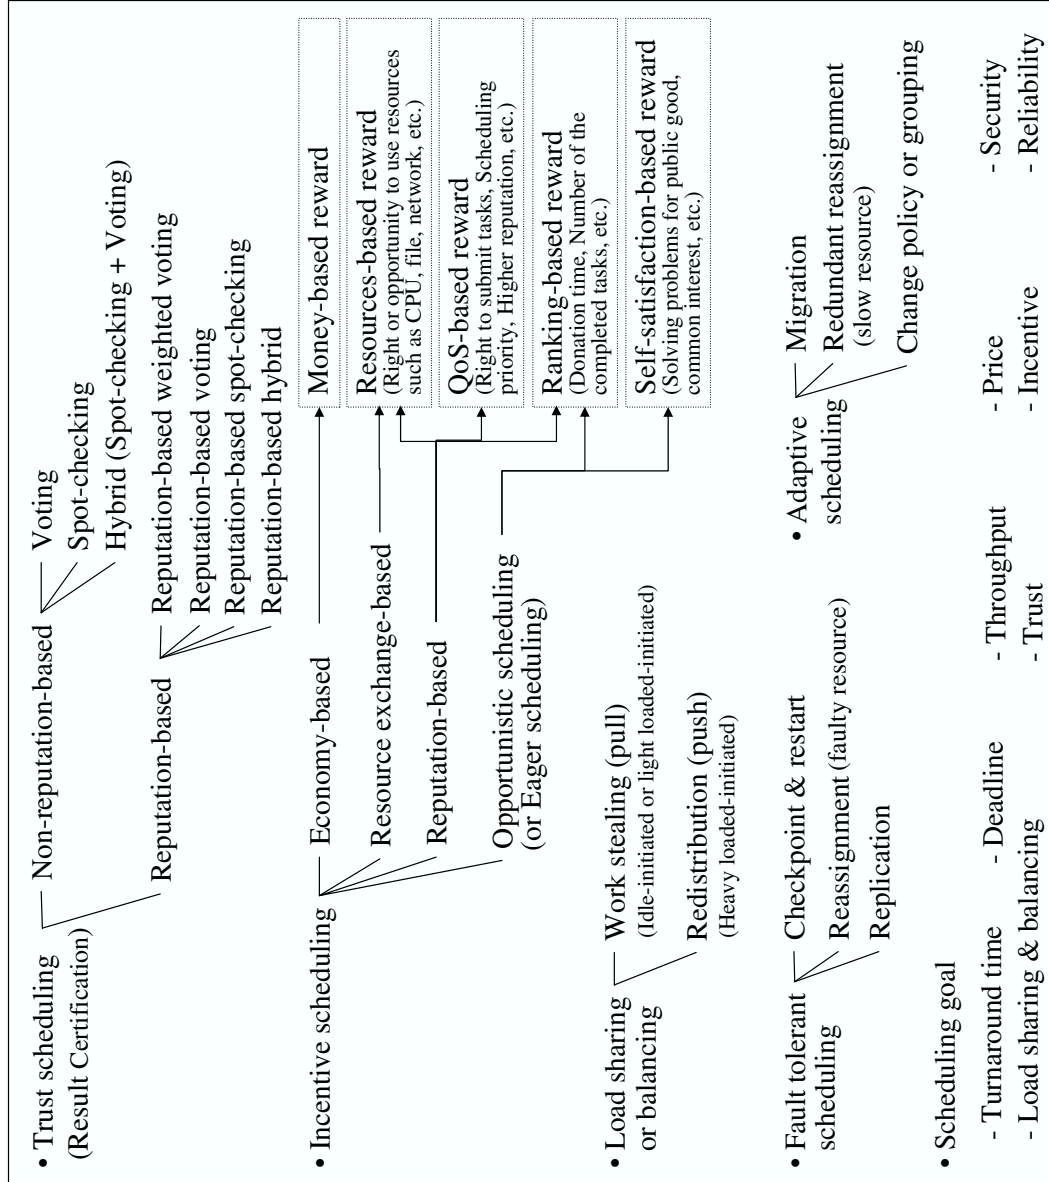 • Trust scheduling
(Result Certification)
Non-reputation-based
Voting
Spot-checking
Hybrid (Spot-checking + Voting)
Reputation-based
Reputation-based weighted voting
Reputation-based voting
Reputation-based spot-checking
Reputation-based hybrid
• Incentive scheduling
Economy-based
Resource exchange-based
Reputation-based
Opportunistic scheduling
(or Eager scheduling)
Money-based reward
Resources-based reward
(Right or opportunity to use resources
such as CPU, file, network, etc.)
QoS-based reward
(Right to submit tasks, Scheduling
priority, Higher reputation, etc.)
Ranking-based reward
(Donation time, Number of the
completed tasks, etc.)
Self-satisfaction-based reward
(Solving problems for public good,
common interest, etc.)
• Load sharing
or balancing
Work stealing (pull)
(Idle-initiated or light loaded-initiated)
Redistribution (push)
(Heavy loaded-initiated)
• Fault tolerant
scheduling
Checkpoint & restart
Reassignment (faulty resource)
Replication
• Adaptive
scheduling
Migration
Redundant reassignment
(slow resource)
Change policy or grouping
• Scheduling goal
- Turnaround time - Deadline - Throughput - Price - Security
- Load sharing & balancing - Trust - Incentive - Reliability